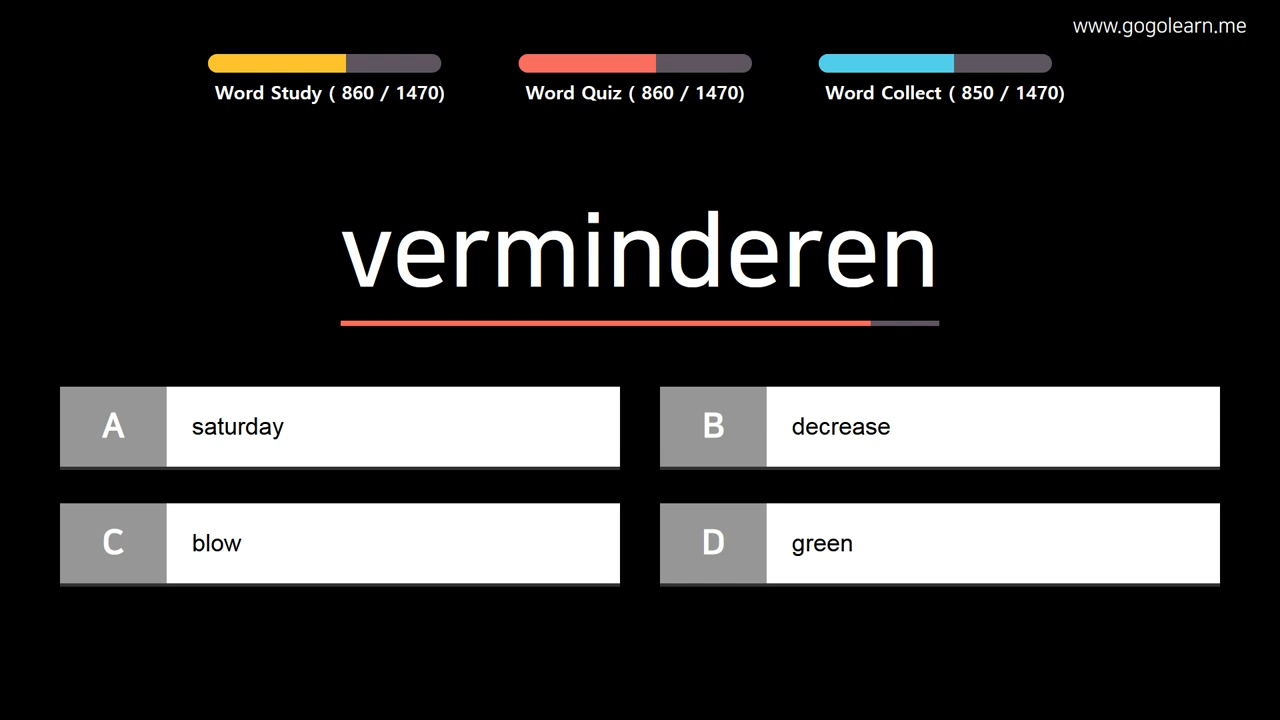 www.gogolearn.me
Word Study ( 860 / 1470)
Word Quiz ( 860 / 1470)
Word Collect ( 850 / 1470)
verminderen
A saturday
B decrease
C blow
D green